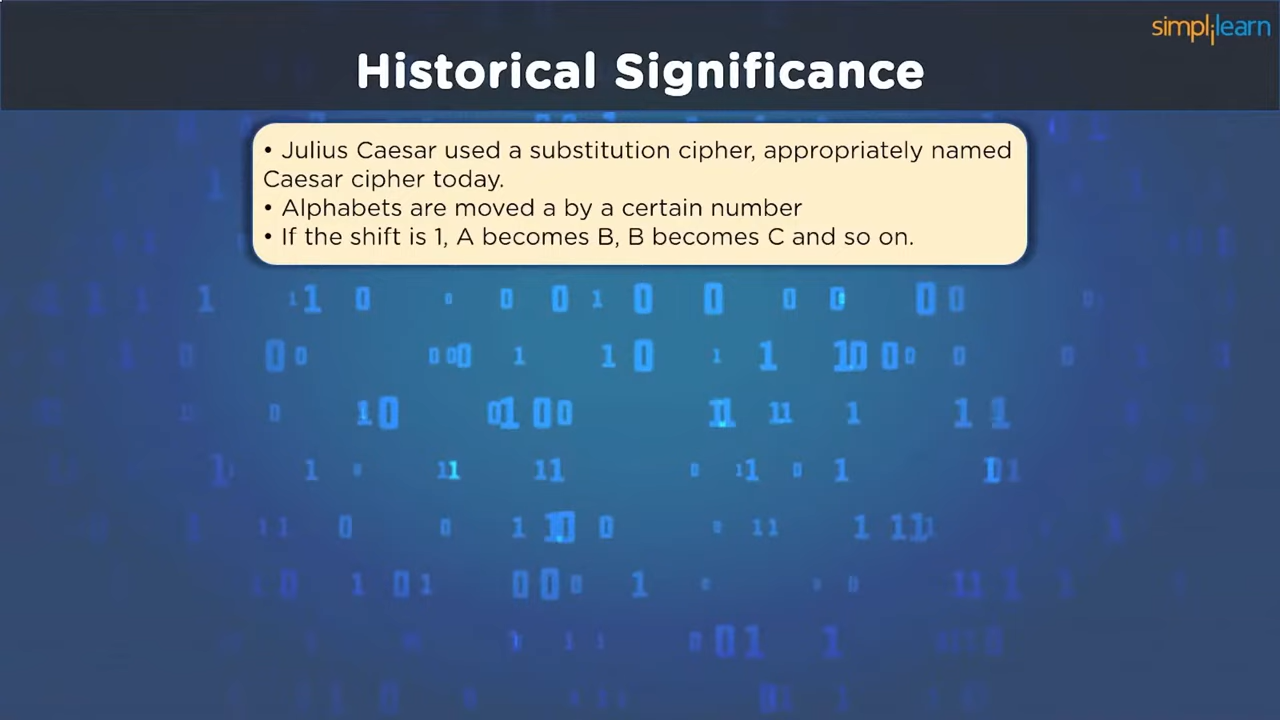 simplilearn
Historical Significance
• Julius Caesar used a substitution cipher, appropriately named
Caesar cipher today.
• Alphabets are moved a by a certain number
• If the shift is 1, A becomes B, B becomes C and so on.